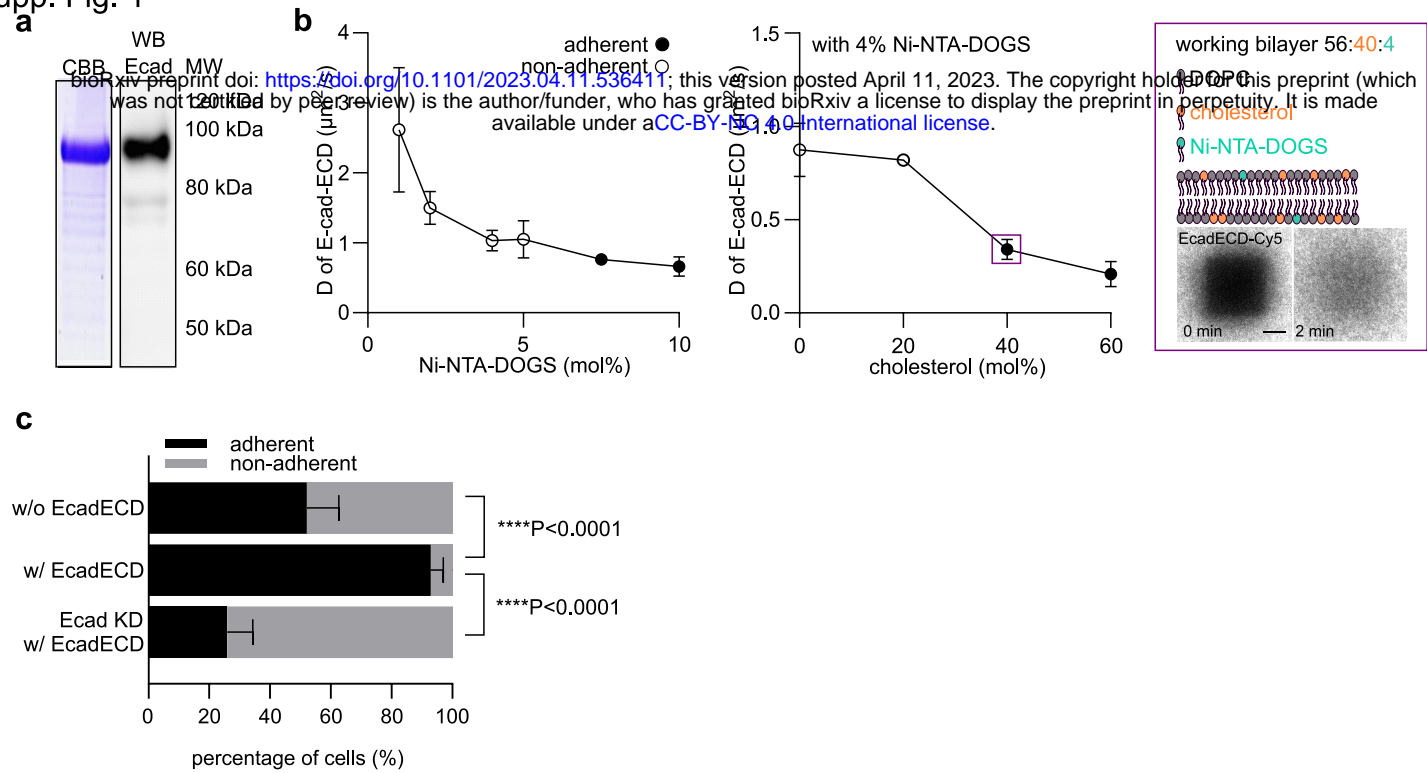 Supp. Fig. 1
a
WB
CBB Ecad MW
120 kDa
100 kDa
80 kDa
60 kDa
50 kDa
b
4
3
2
1
0
D of E-cad-ECD (μm²/s)
adherent
non-adherent
0 5 10
Ni-NTA-DOGS (mol%)
1.5
1.0
0.5
0.0
D of E-cad-ECD (μm²/s)
with 4% Ni-NTA-DOGS
0 20 40 60
cholesterol (mol%)
working bilayer 56:40:4
DOPC
cholesterol
Ni-NTA-DOGS
EcadECD-Cy5
0 min
2 min
bioRxiv preprint doi: https://doi.org/10.1101/2023.04.11.536411; this version posted April 11, 2023. The copyright holder for this preprint (which
was not certified by peer review) is the author/funder, who has granted bioRxiv a license to display the preprint in perpetuity. It is made
available under aCC-BY-NC 4.0 International license.
c
adherent
non-adherent
w/o EcadECD
w/ EcadECD
Ecad KD
w/ EcadECD
****P<0.0001
****P<0.0001
0 20 40 60 80 100
percentage of cells (%)